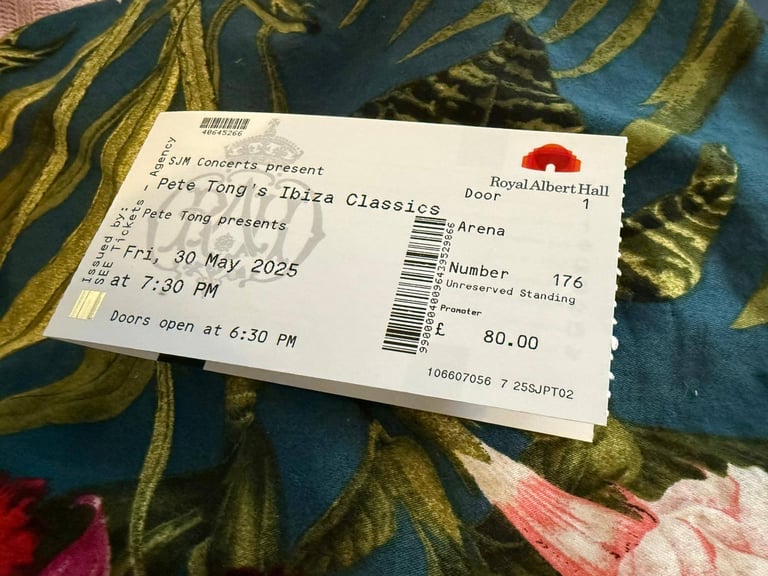 40645266
SJM Concerts present
Pete Tong's Ibiza Classics
Pete Tong presents
Fri, 30 May 2025
at 7:30 PM
Doors open at 6:30 PM
Issued by:
SEE Tickets - Agency
Royal Albert Hall
Door 1
Arena
Number 176
Unreserved Standing
Promoter
£ 80.00
106607056 7 25SJPT02